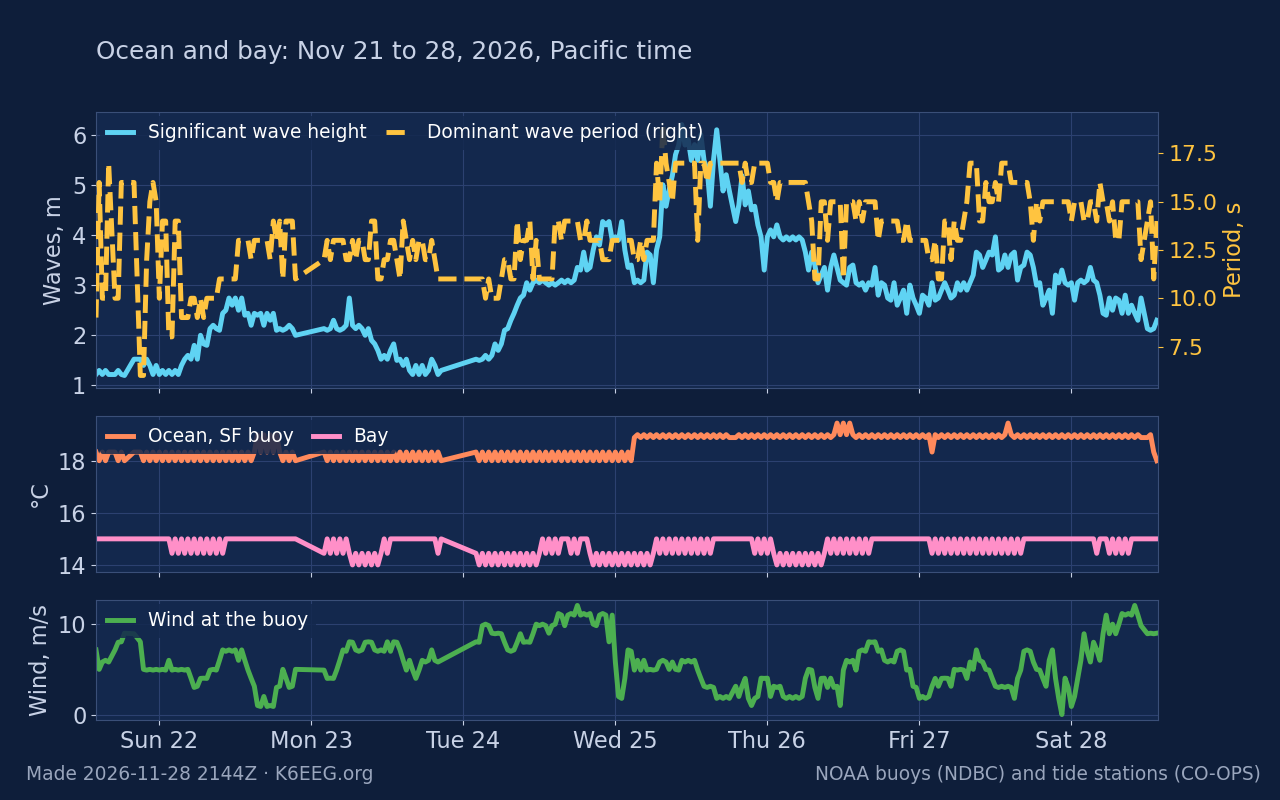 Ocean and bay: Nov 21 to 28, 2026, Pacific time
Significant wave height
Dominant wave period (right)
Waves, m
6
5
4
3
2
1
17.5
15.0
12.5
10.0
7.5
Period, s
Ocean, SF buoy
Bay
°C
18
16
14
Wind at the buoy
Wind, m/s
10
0
Sun 22
Mon 23
Tue 24
Wed 25
Thu 26
Fri 27
Sat 28
Made 2026-11-28 2144Z · K6EEG.org
NOAA buoys (NDBC) and tide stations (CO-OPS)